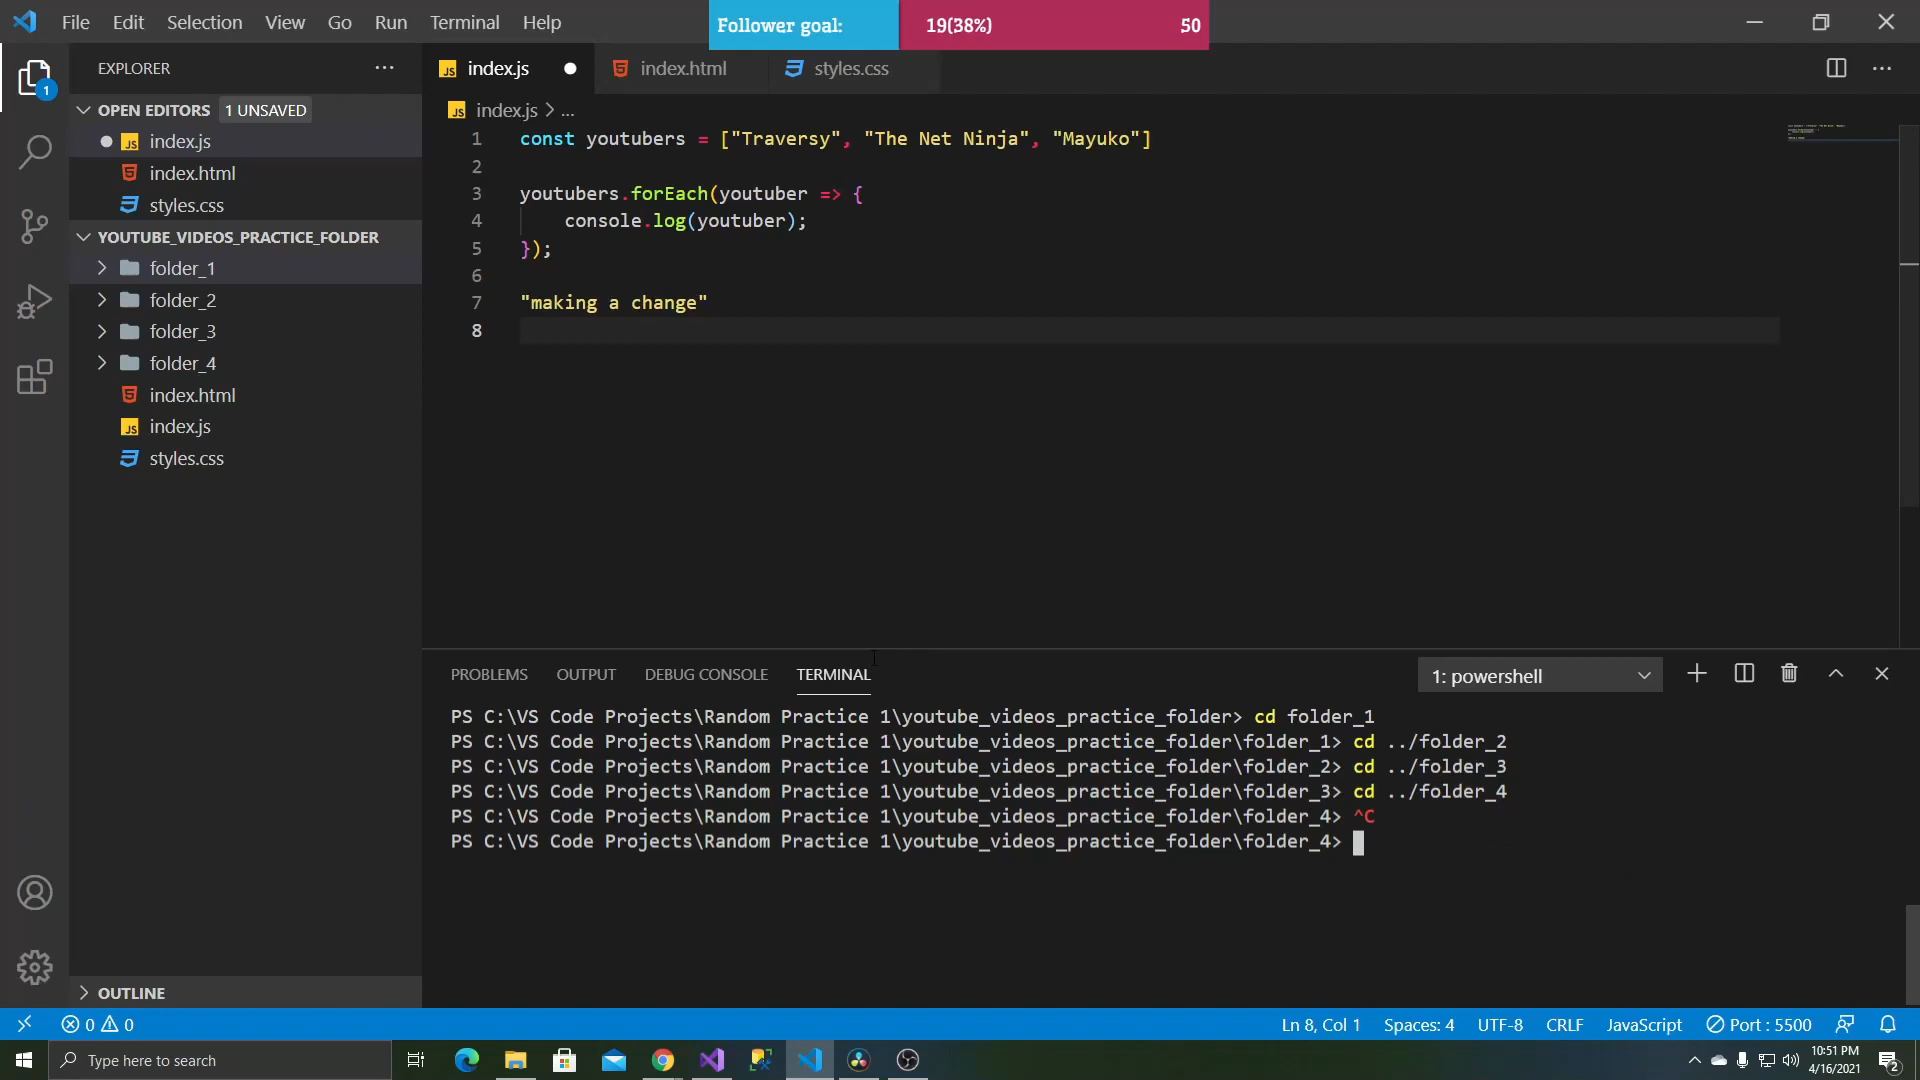 File Edit Selection View Go Run Terminal Help
Follower goal: 19(38%) 50
EXPLORER
index.js
index.html
styles.css
OPEN EDITORS 1 UNSAVED
index.js
index.html
styles.css
YOUTUBE_VIDEOS_PRACTICE_FOLDER
folder_1
folder_2
folder_3
folder_4
index.html
index.js
styles.css
OUTLINE
1
index.js > ...
1 const youtubers = ["Traversy", "The Net Ninja", "Mayuko"]
2
3 youtubers.forEach(youtuber => {
4 console.log(youtuber);
5 });
6
7 "making a change"
8
PROBLEMS OUTPUT DEBUG CONSOLE TERMINAL
1: powershell
PS C:\VS Code Projects\Random Practice 1\youtube_videos_practice_folder> cd folder_1
PS C:\VS Code Projects\Random Practice 1\youtube_videos_practice_folder\folder_1> cd ../folder_2
PS C:\VS Code Projects\Random Practice 1\youtube_videos_practice_folder\folder_2> cd ../folder_3
PS C:\VS Code Projects\Random Practice 1\youtube_videos_practice_folder\folder_3> cd ../folder_4
PS C:\VS Code Projects\Random Practice 1\youtube_videos_practice_folder\folder_4> ^C
PS C:\VS Code Projects\Random Practice 1\youtube_videos_practice_folder\folder_4>
0 0
Ln 8, Col 1 Spaces: 4 UTF-8 CRLF JavaScript Port : 5500
Type here to search
10:51 PM
4/16/2021
2